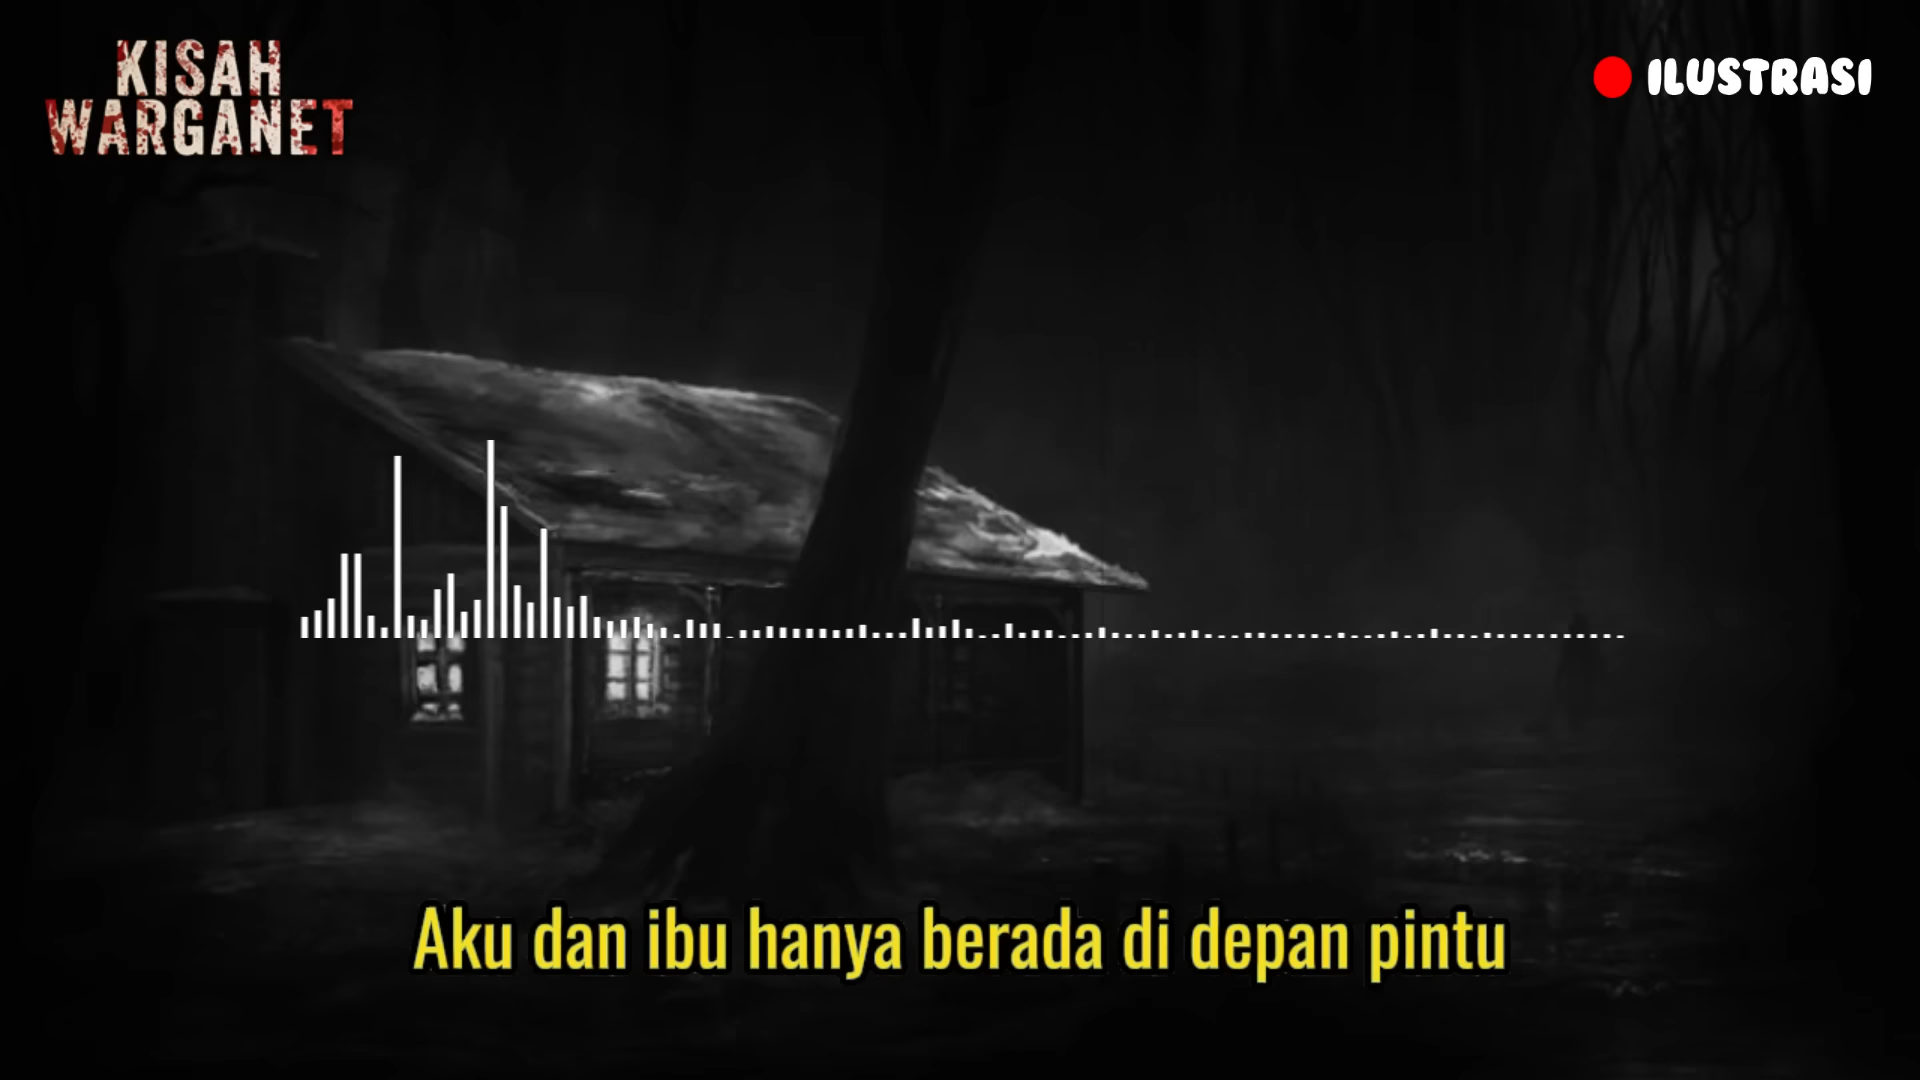 KISAH
WARGANET
ILUSTRASI
Aku dan ibu hanya berada di depan pintu